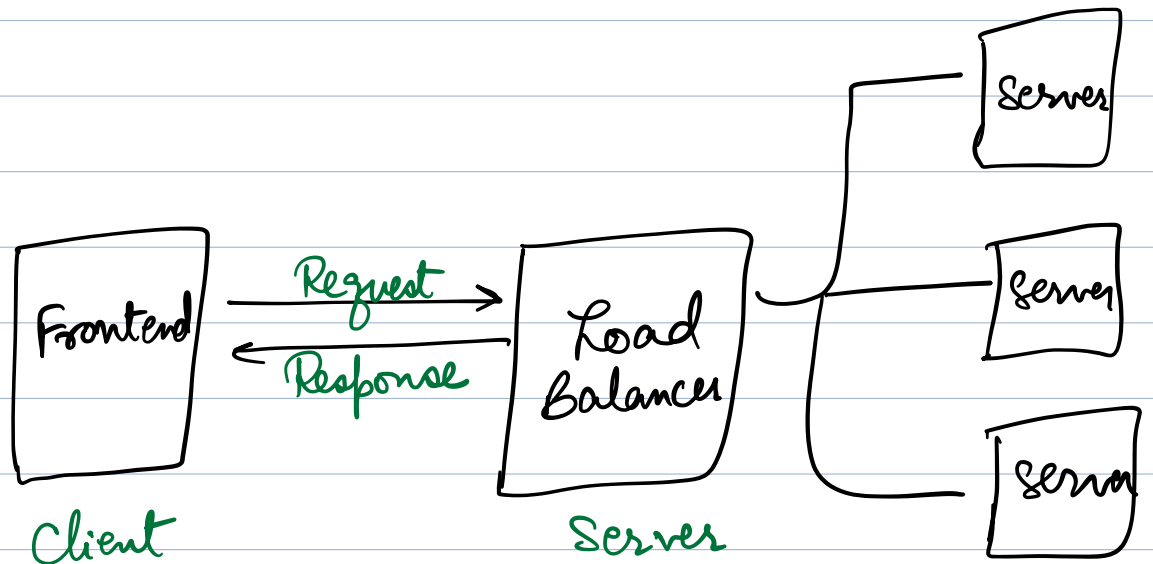 Server
Request
Frontend
Response
Load
Balancer
Server
Server
Client
Server